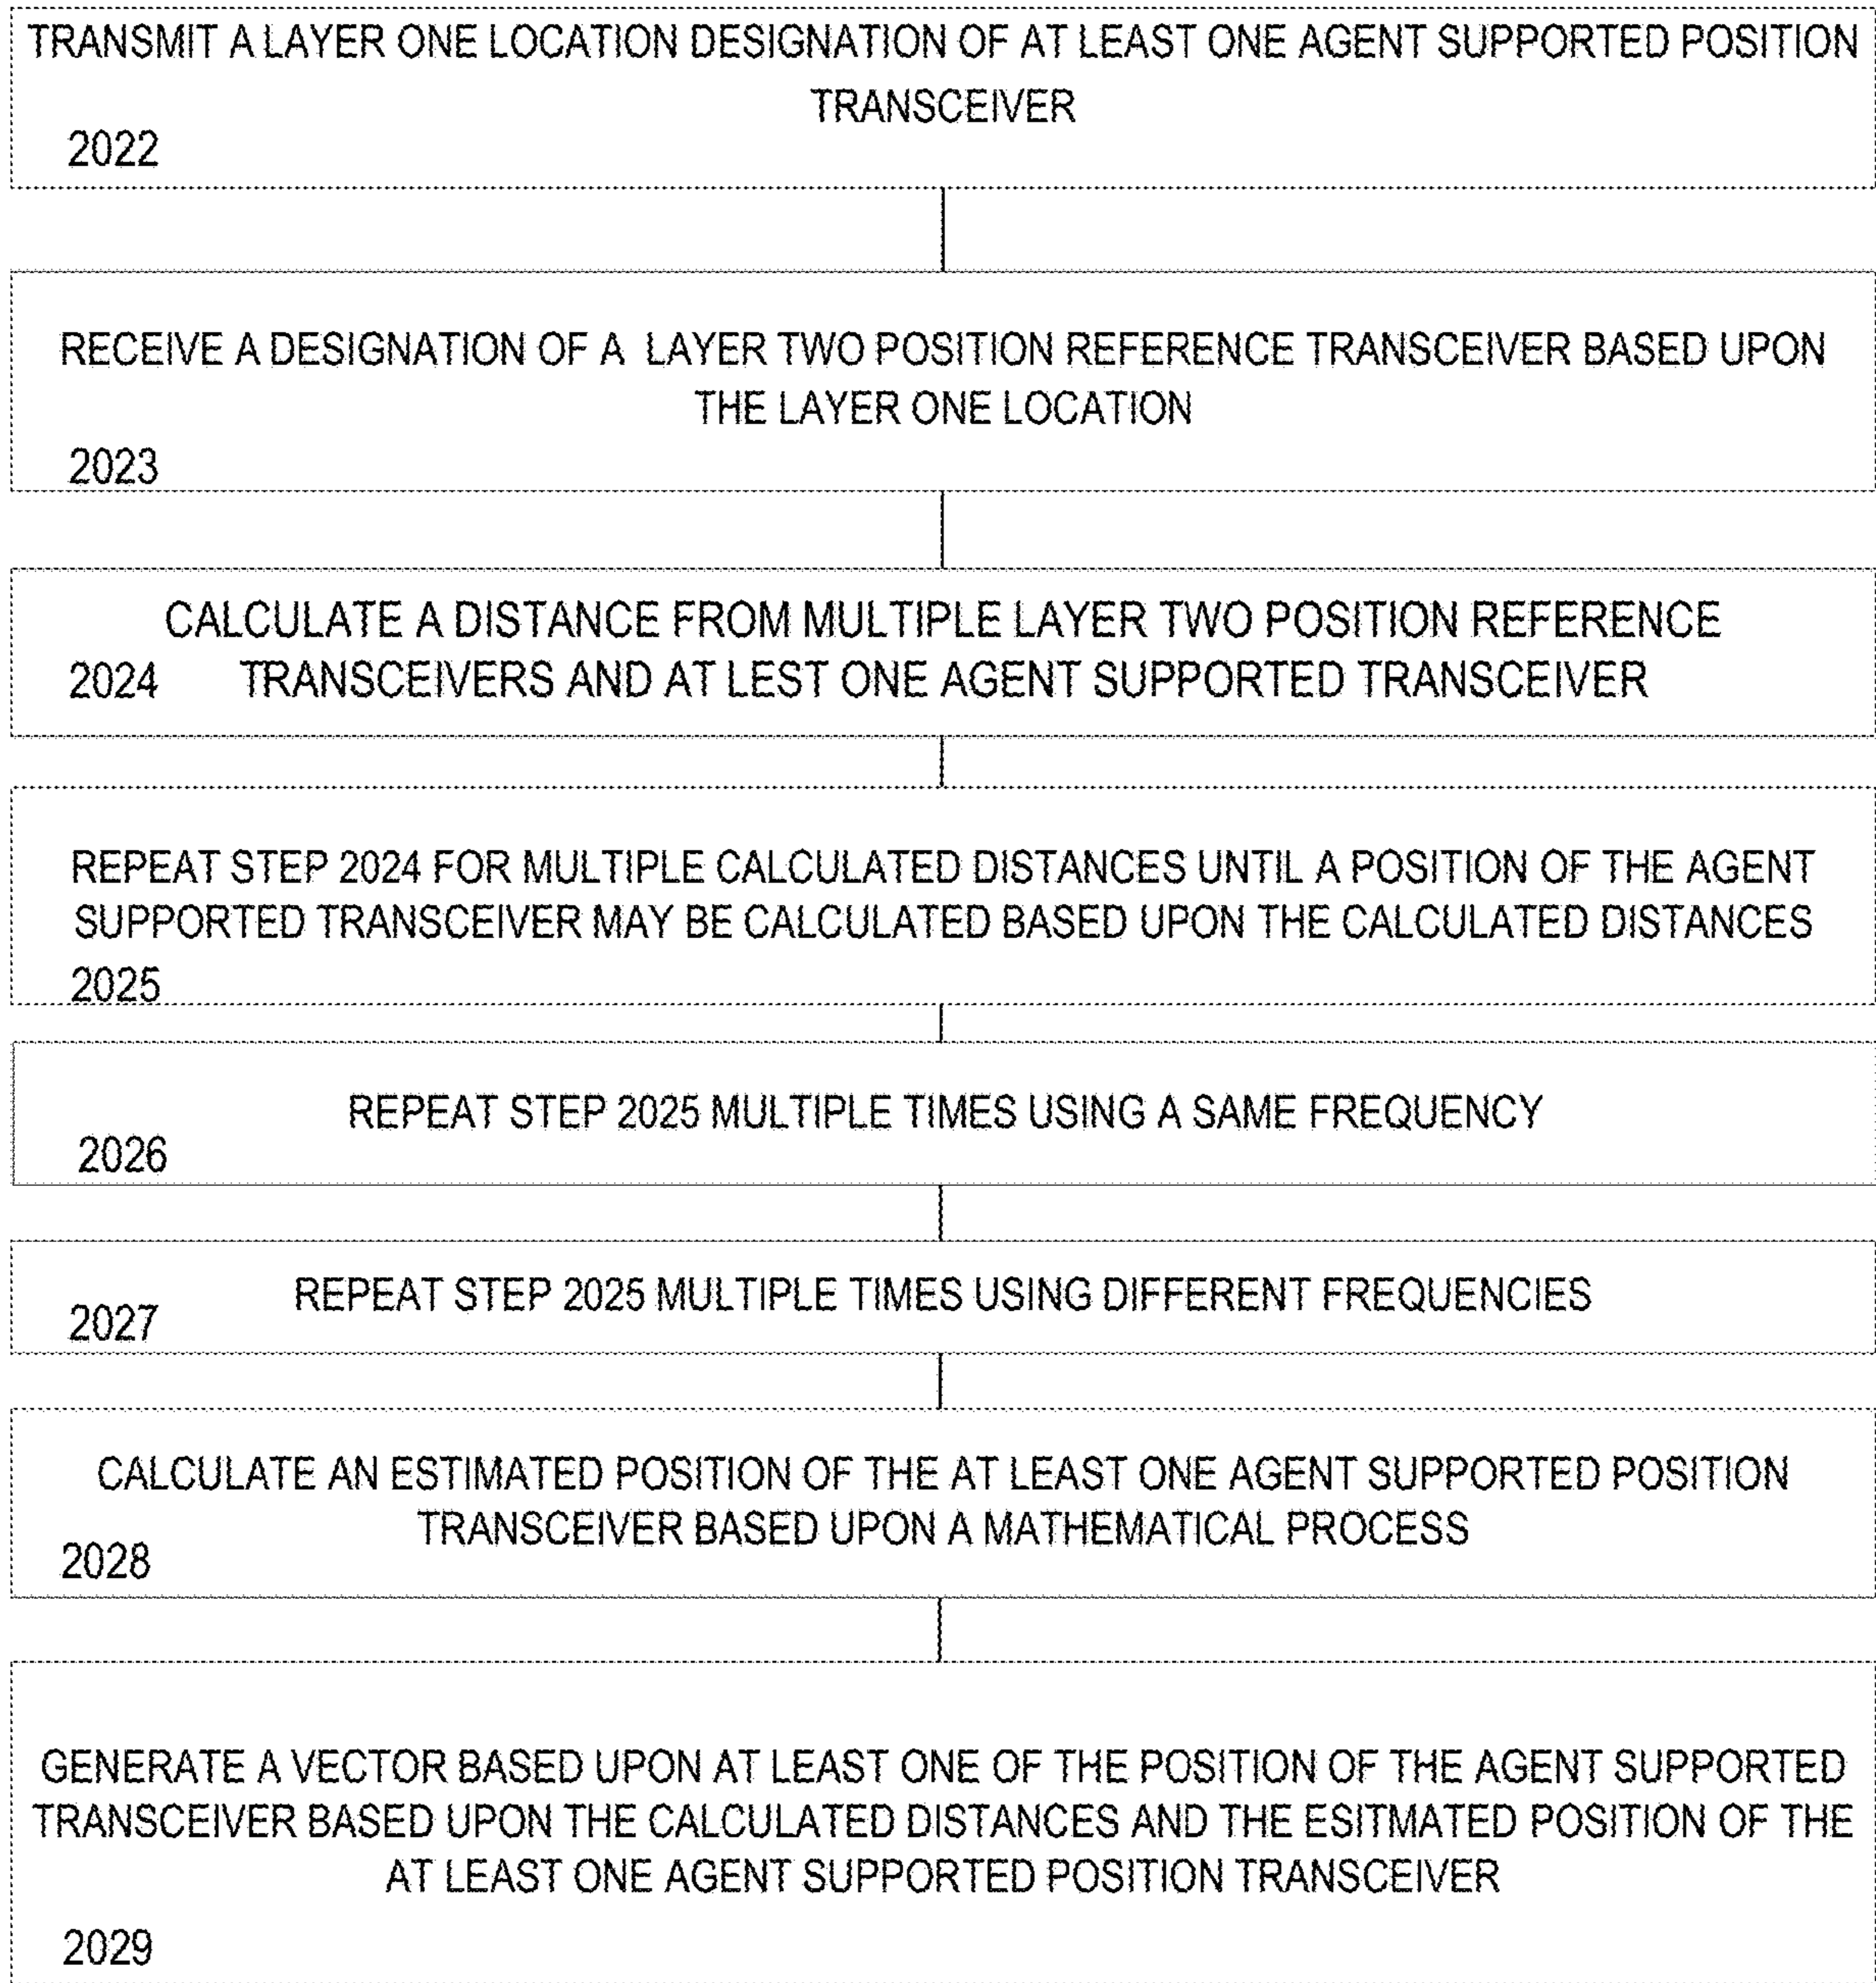 TRANSMIT A LAYER ONE LOCATION DESIGNATION OF AT LEAST ONE AGENT SUPPORTED POSITION
TRANSCEIVER
2022
RECEIVE A DESIGNATION OF A LAYER TWO POSITION REFERENCE TRANSCEIVER BASED UPON
THE LAYER ONE LOCATION
2023
CALCULATE A DISTANCE FROM MULTIPLE LAYER TWO POSITION REFERENCE
2024 TRANSCEIVERS AND AT LEST ONE AGENT SUPPORTED TRANSCEIVER
REPEAT STEP 2024 FOR MULTIPLE CALCULATED DISTANCES UNTIL A POSITION OF THE AGENT
SUPPORTED TRANSCEIVER MAY BE CALCULATED BASED UPON THE CALCULATED DISTANCES
2025
REPEAT STEP 2025 MULTIPLE TIMES USING A SAME FREQUENCY
2026
REPEAT STEP 2025 MULTIPLE TIMES USING DIFFERENT FREQUENCIES
2027
CALCULATE AN ESTIMATED POSITION OF THE AT LEAST ONE AGENT SUPPORTED POSITION
TRANSCEIVER BASED UPON A MATHEMATICAL PROCESS
2028
GENERATE A VECTOR BASED UPON AT LEAST ONE OF THE POSITION OF THE AGENT SUPPORTED
TRANSCEIVER BASED UPON THE CALCULATED DISTANCES AND THE ESITMATED POSITION OF THE
AT LEAST ONE AGENT SUPPORTED POSITION TRANSCEIVER
2029